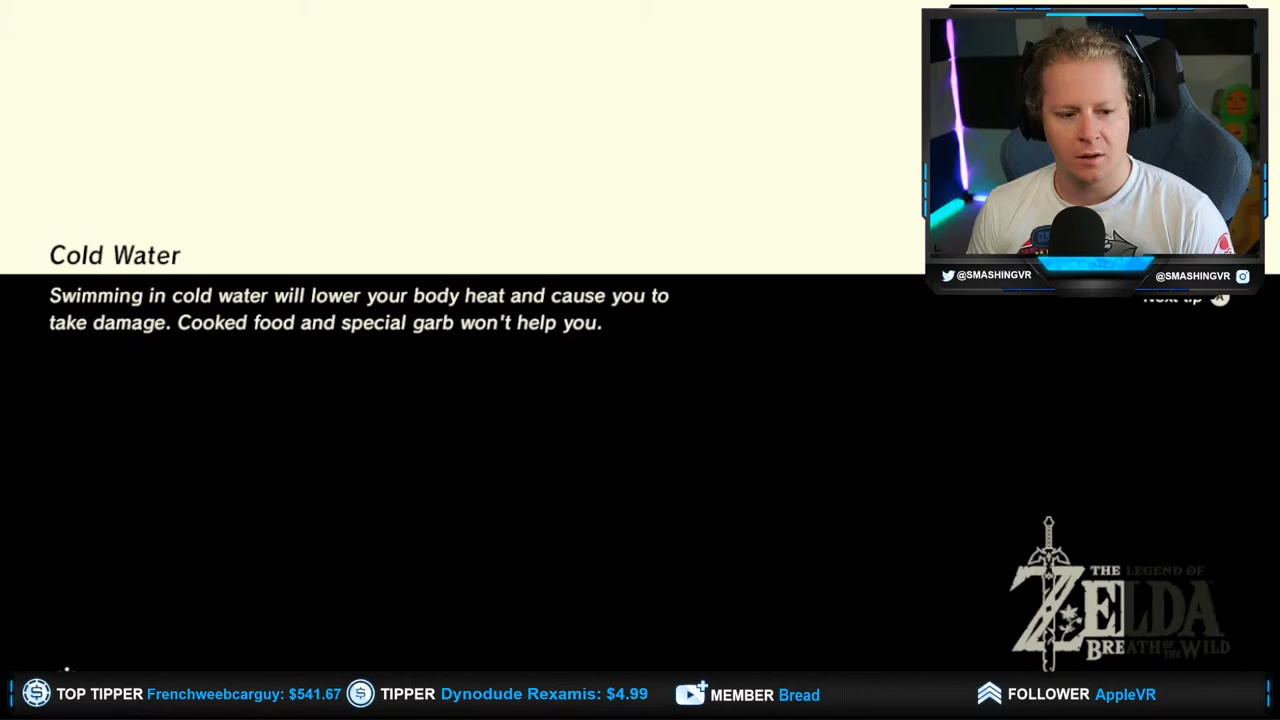 Cold Water
Swimming in cold water will lower your body heat and cause you to
take damage. Cooked food and special garb won't help you.
Next tip
@SMASHINGVR
@SMASHINGVR
THE LEGEND OF
ZELDA
BREATH OF THE WILD
TOP TIPPER Frenchweebcarguy: $541.67
TIPPER Dynodude Rexamis: $4.99
MEMBER Bread
FOLLOWER AppleVR